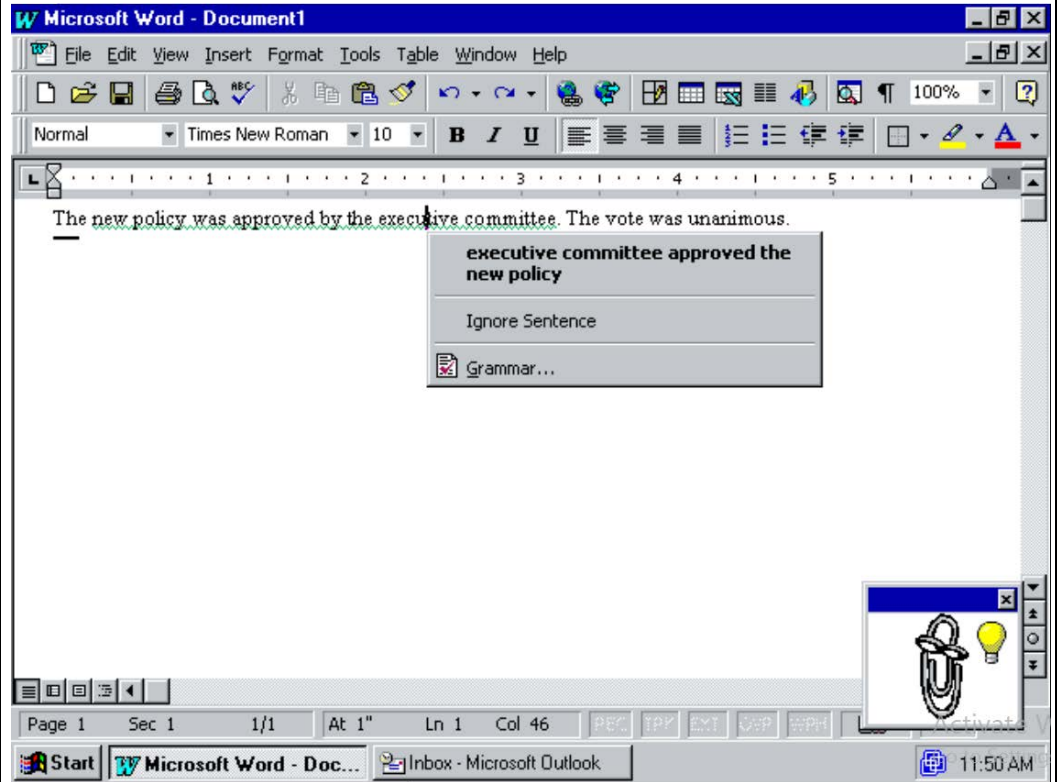 Microsoft Word - Document1
File Edit View Insert Format Tools Table Window Help
ABC 100%
Normal Times New Roman 10 B I U A
L 1 2 3 4 5
The new policy was approved by the executive committee. The vote was unanimous.
executive committee approved the
new policy
Ignore Sentence
Grammar...
Page 1 Sec 1 1/1 At 1" Ln 1 Col 46 REC TRK EXT OVR WPH
Activate
Start Microsoft Word - Doc... Inbox - Microsoft Outlook 11:50 AM